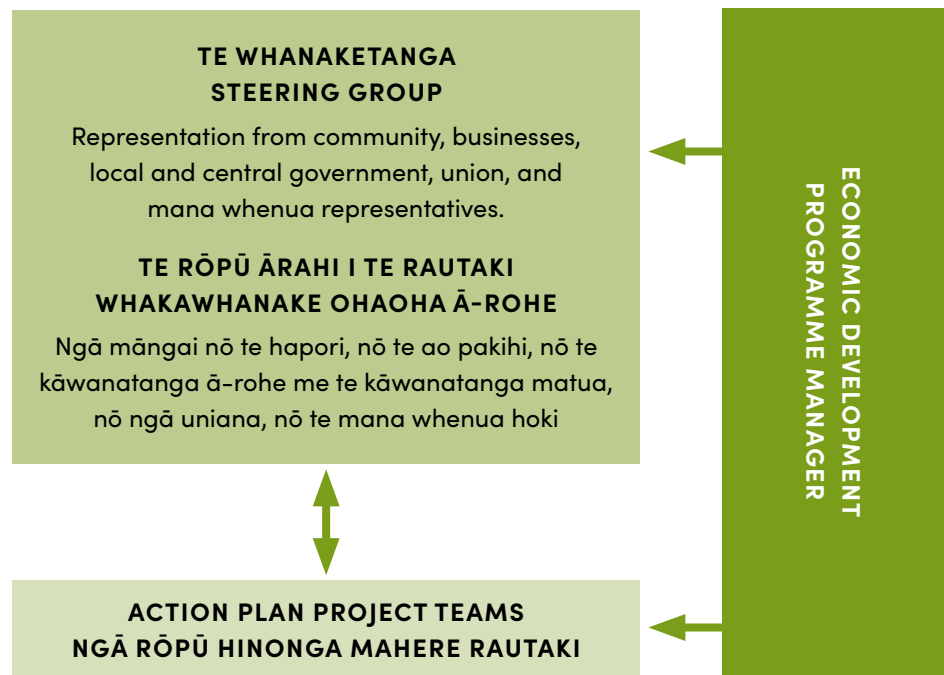 TE WHANAKETANGA
STEERING GROUP
Representation from community, businesses,
local and central government, union, and
mana whenua representatives.
TE RŌPŪ ĀRAHI I TE RAUTAKI
WHAKAWHANAKE OHAOHA Ā-ROHE
Ngā māngai nō te hapori, nō te ao pakihi, nō te
kāwanatanga ā-rohe me te kāwanatanga matua,
nō ngā uniana, nō te mana whenua hoki
ACTION PLAN PROJECT TEAMS
NGĀ RŌPŪ HINONGA MAHERE RAUTAKI
ECONOMIC DEVELOPMENT
PROGRAMME MANAGER